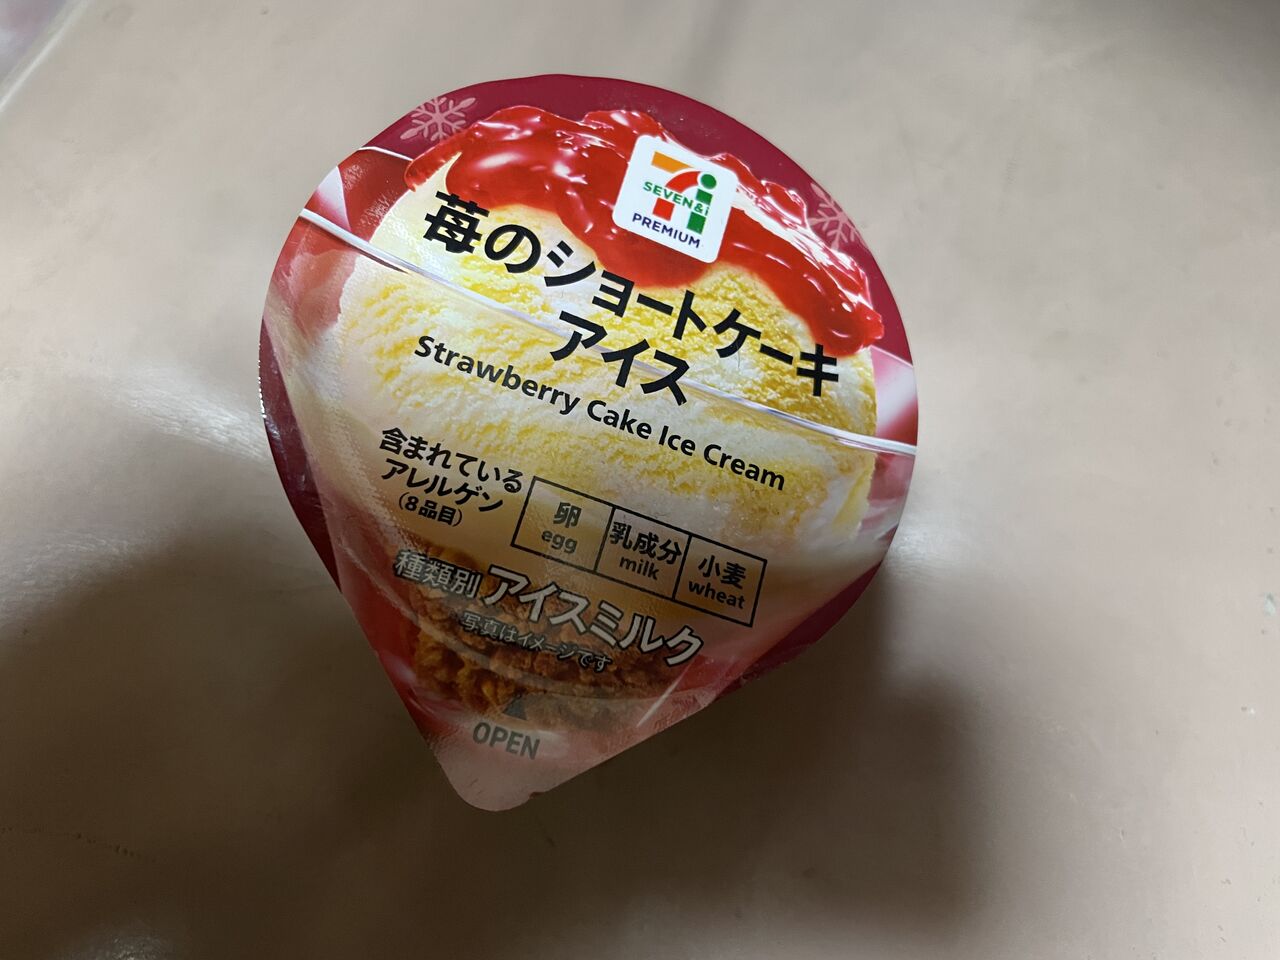 SEVEN&i
PREMIUM
苺のショートケーキ
アイス
Strawberry Cake Ice Cream
含まれている
アレルゲン
(8品目)
卵 乳成分 小麦
egg milk wheat
種類別 アイスミルク
写真はイメージです
OPEN